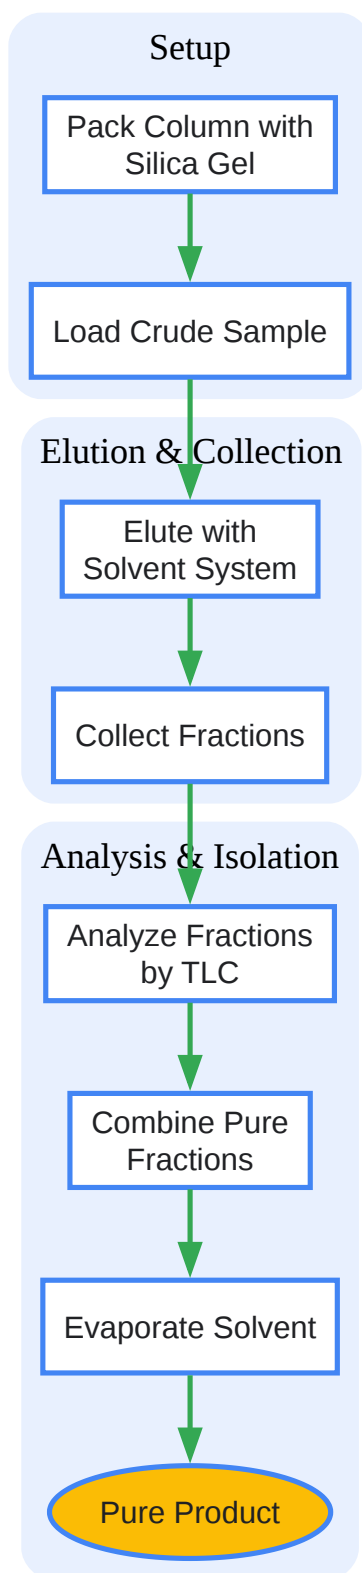 Setup
Pack Column with
Silica Gel
Load Crude Sample
Elution & Collection
Elute with
Solvent System
Collect Fractions
Analysis & Isolation
Analyze Fractions
by TLC
Combine Pure
Fractions
Evaporate Solvent
Pure Product